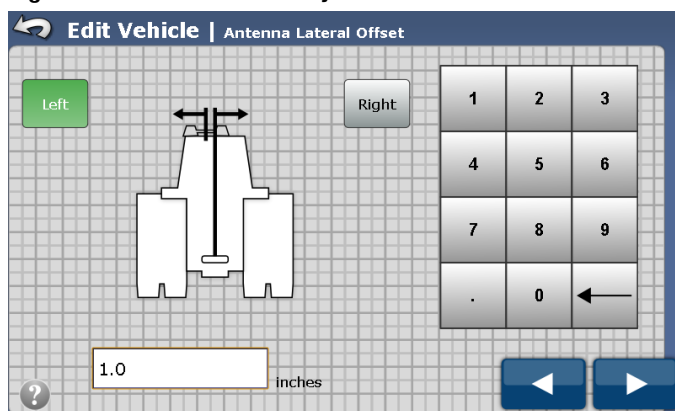 Edit Vehicle | Antenna Lateral Offset
Left
Right
1 2 3
4 5 6
7 8 9
. 0
1.0
inches
?